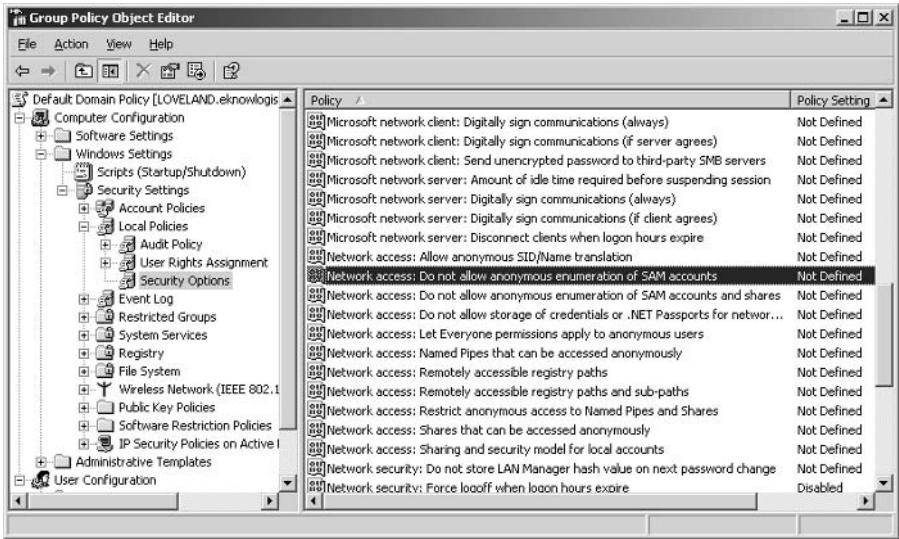 Group Policy Object Editor
File Action View Help
Default Domain Policy [LOVELAND.eknowlogis
Computer Configuration
Software Settings
Windows Settings
Scripts (Startup/Shutdown)
Security Settings
Account Policies
Local Policies
Audit Policy
User Rights Assignment
Security Options
Event Log
Restricted Groups
System Services
Registry
File System
Wireless Network (IEEE 802.1
Public Key Policies
Software Restriction Policies
IP Security Policies on Active
Administrative Templates
User Configuration
Policy Policy Setting
Microsoft network client: Digitally sign communications (always) Not Defined
Microsoft network client: Digitally sign communications (if server agrees) Not Defined
Microsoft network client: Send unencrypted password to third-party SMB servers Not Defined
Microsoft network server: Amount of idle time required before suspending session Not Defined
Microsoft network server: Digitally sign communications (always) Not Defined
Microsoft network server: Digitally sign communications (if client agrees) Not Defined
Microsoft network server: Disconnect clients when logon hours expire Not Defined
Network access: Allow anonymous SID/Name translation Not Defined
Network access: Do not allow anonymous enumeration of SAM accounts Not Defined
Network access: Do not allow anonymous enumeration of SAM accounts and shares Not Defined
Network access: Do not allow storage of credentials or .NET Passports for networ... Not Defined
Network access: Let Everyone permissions apply to anonymous users Not Defined
Network access: Named Pipes that can be accessed anonymously Not Defined
Network access: Remotely accessible registry paths Not Defined
Network access: Remotely accessible registry paths and sub-paths Not Defined
Network access: Restrict anonymous access to Named Pipes and Shares Not Defined
Network access: Shares that can be accessed anonymously Not Defined
Network access: Sharing and security model for local accounts Not Defined
Network security: Do not store LAN Manager hash value on next password change Not Defined
Network security: Force logoff when logon hours expire Disabled